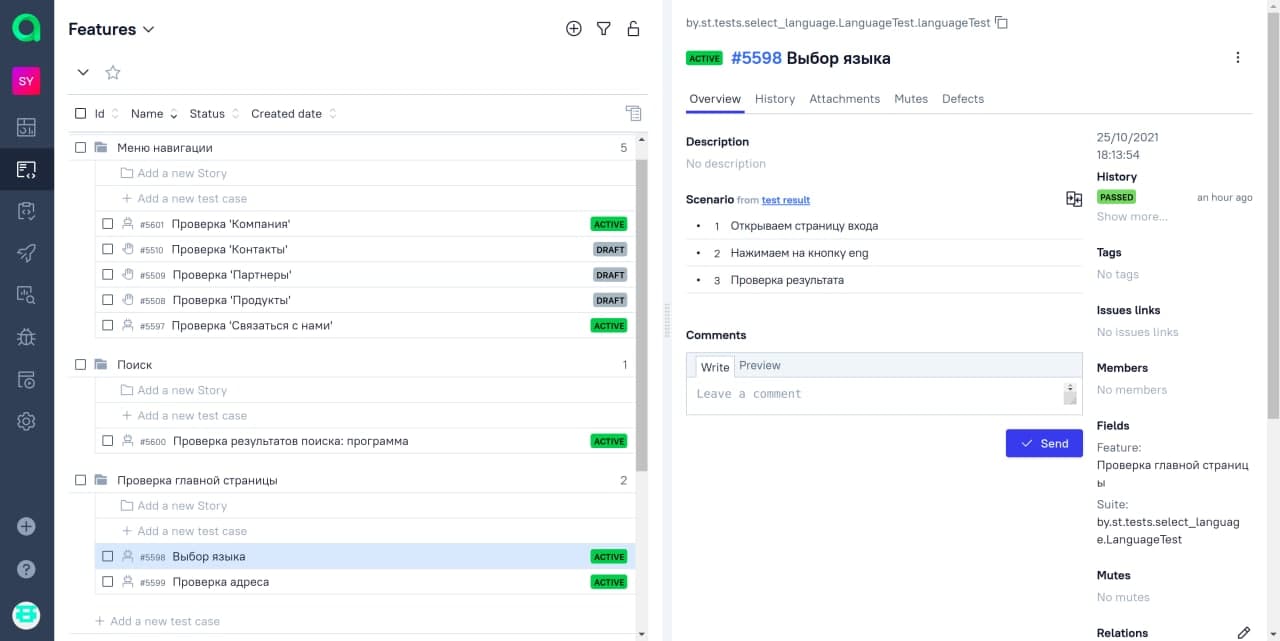 SY
Features
Id Name Status Created date
Меню навигации 5
Add a new Story
Add a new test case
#5601 Проверка 'Компания' ACTIVE
#5510 Проверка 'Контакты' DRAFT
#5509 Проверка 'Партнеры' DRAFT
#5508 Проверка 'Продукты' DRAFT
#5597 Проверка 'Связаться с нами' ACTIVE
Поиск 1
Add a new Story
Add a new test case
#5600 Проверка результатов поиска: программа ACTIVE
Проверка главной страницы 2
Add a new Story
Add a new test case
#5598 Выбор языка ACTIVE
#5599 Проверка адреса ACTIVE
Add a new test case
by.st.tests.select_language.LanguageTest.languageTest
ACTIVE #5598 Выбор языка
Overview History Attachments Mutes Defects
Description
No description
Scenario from test result
• 1 Открываем страницу входа
• 2 Нажимаем на кнопку eng
• 3 Проверка результата
Comments
Write Preview
Leave a comment
Send
25/10/2021
18:13:54
History
PASSED an hour ago
Show more...
Tags
No tags
Issues links
No issues links
Members
No members
Fields
Feature:
Проверка главной страниц
ы
Suite:
by.st.tests.select_languag
e.LanguageTest
Mutes
No mutes
Relations